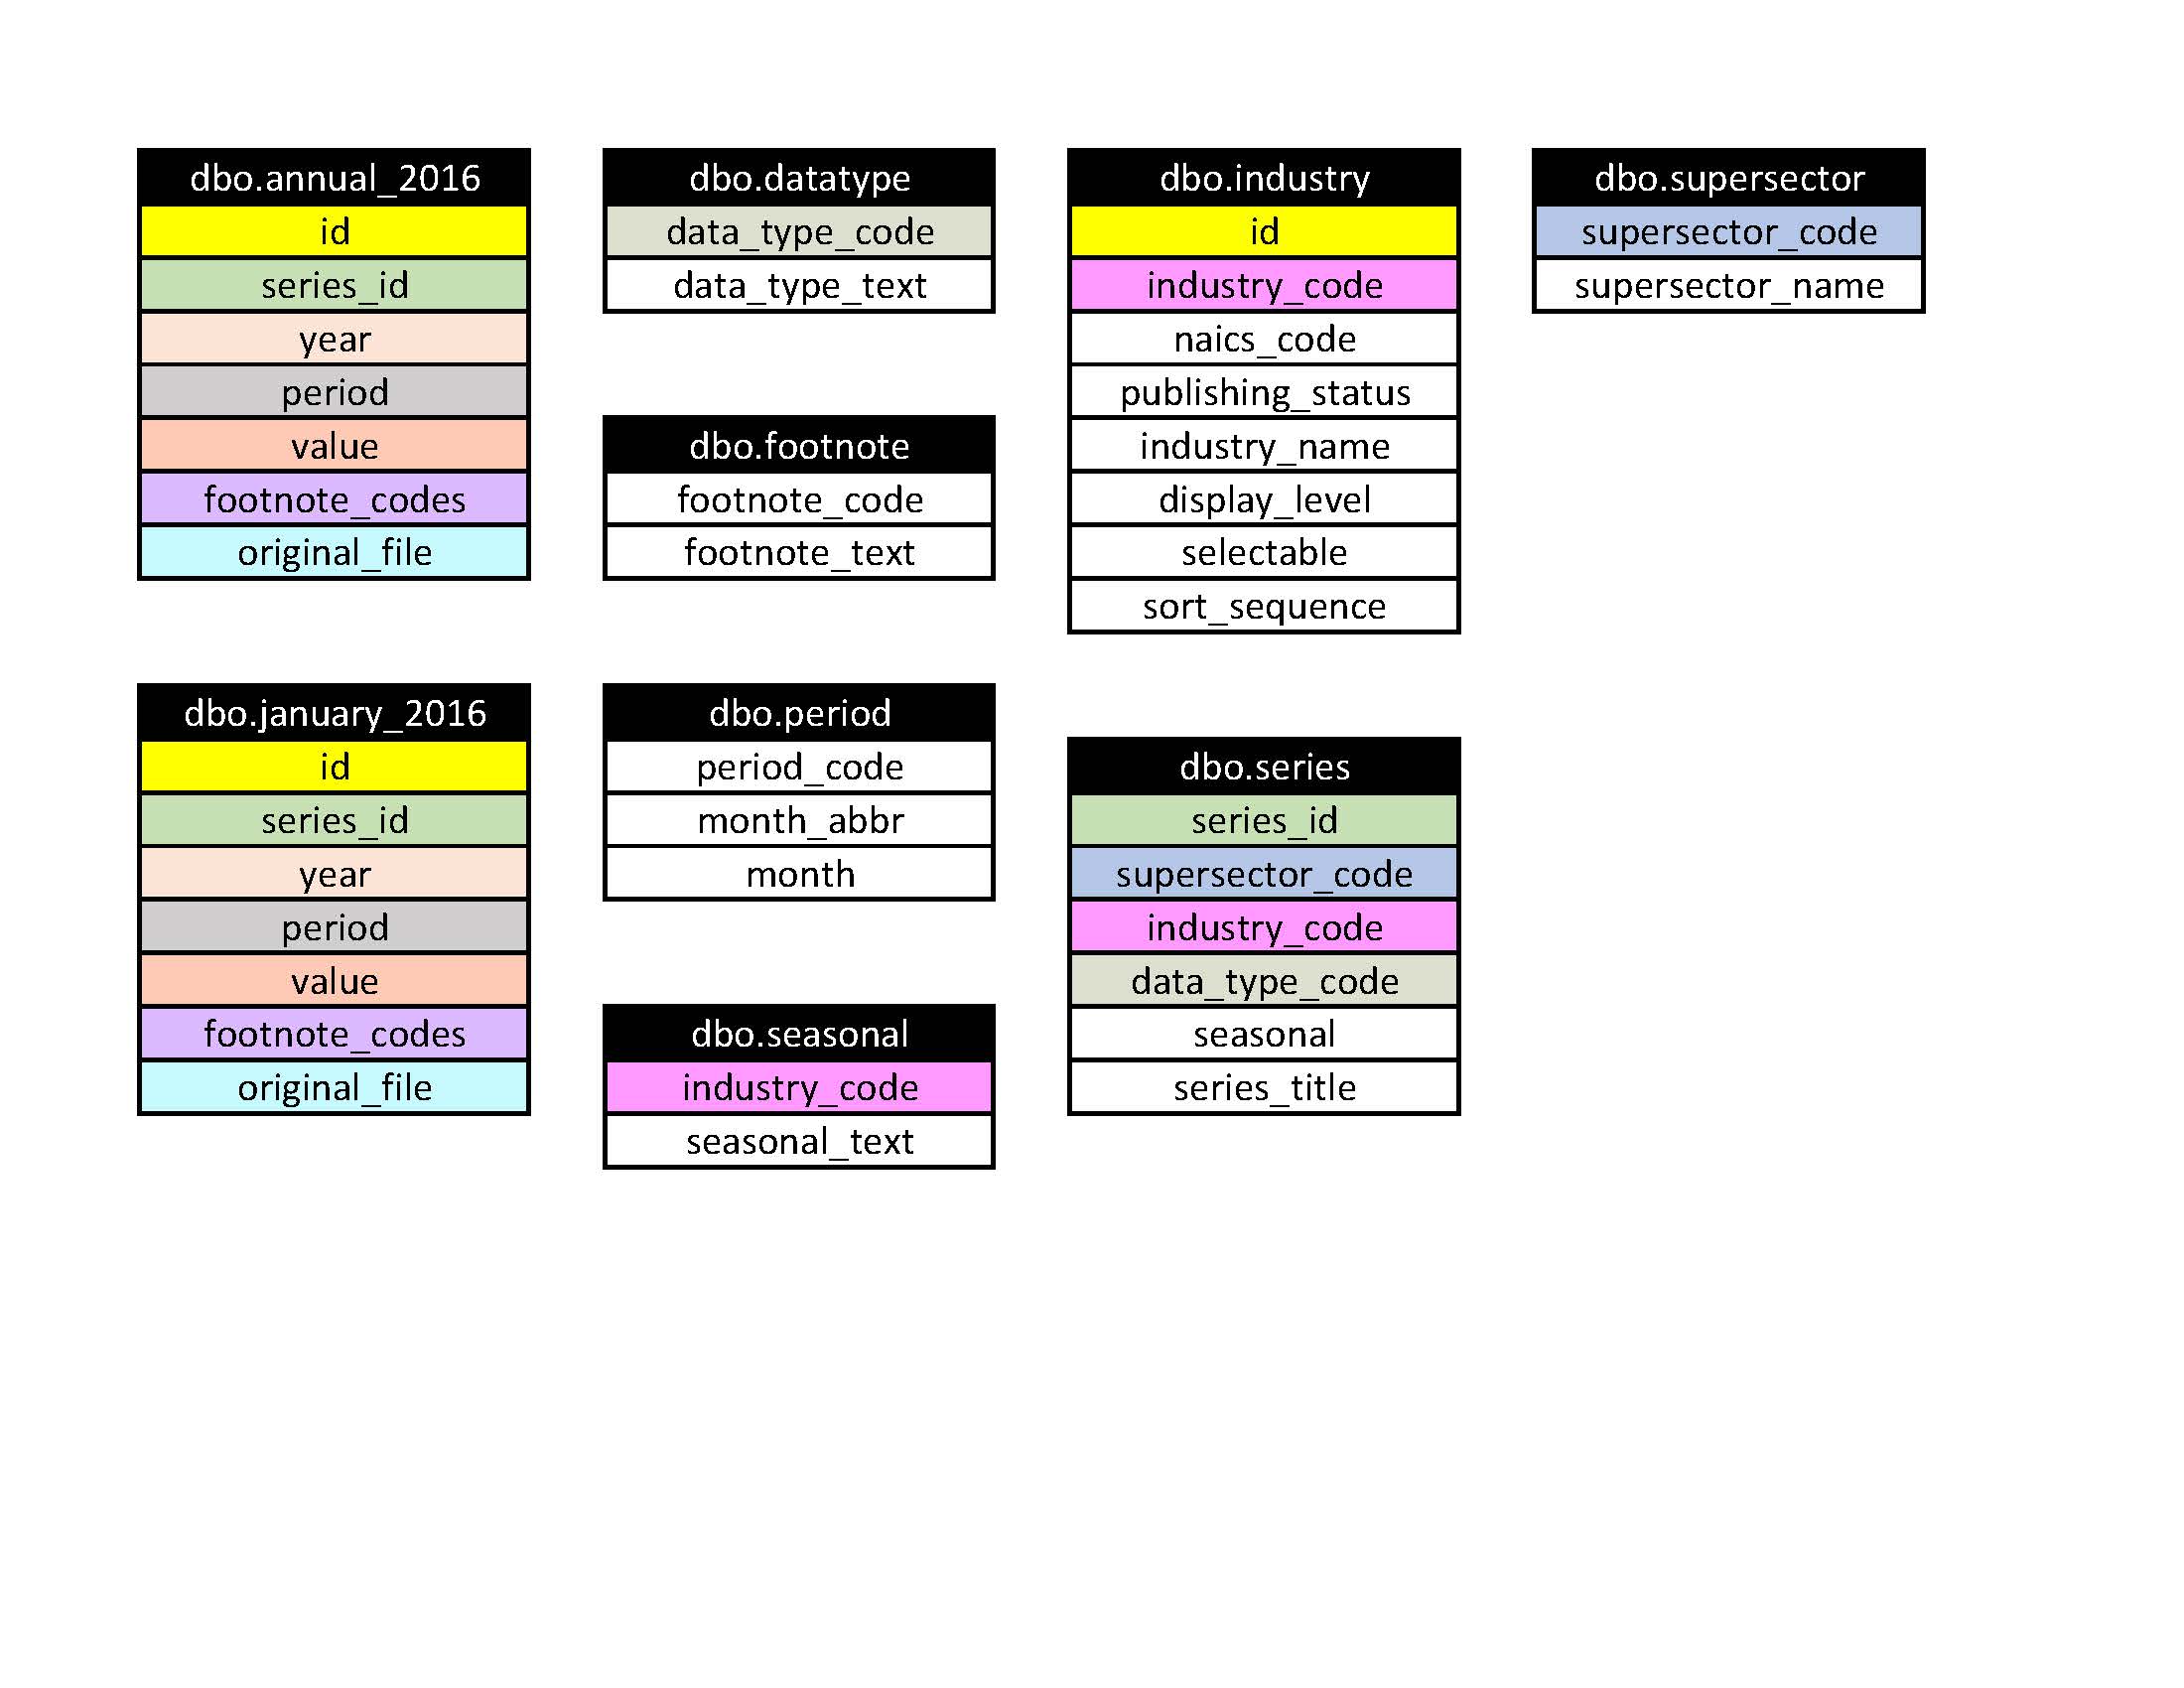 dbo.annual_2016
id
series_id
year
period
value
footnote_codes
original_file
dbo.datatype
data_type_code
data_type_text
dbo.footnote
footnote_code
footnote_text
dbo.industry
id
industry_code
naics_code
publishing_status
industry_name
display_level
selectable
sort_sequence
dbo.supersector
supersector_code
supersector_name
dbo.january_2016
id
series_id
year
period
value
footnote_codes
original_file
dbo.period
period_code
month_abbr
month
dbo.seasonal
industry_code
seasonal_text
dbo.series
series_id
supersector_code
industry_code
data_type_code
seasonal
series_title